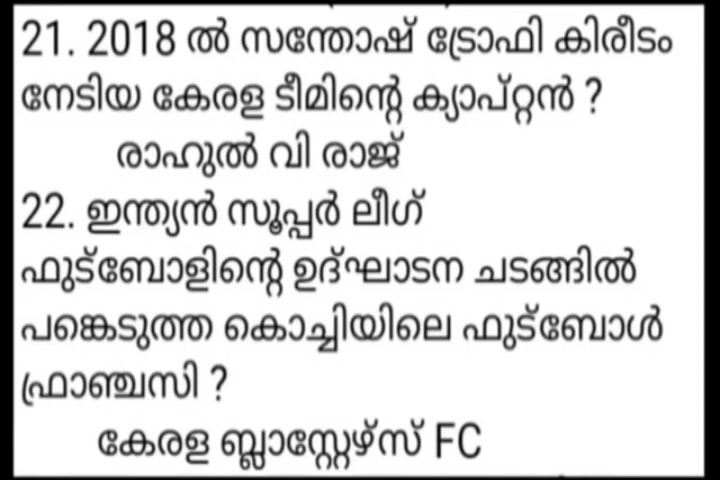 21. 2018 ൽ സന്തോഷ് ട്രോഫി കിരീടം
നേടിയ കേരള ടീമിന്റെ ക്യാപ്റ്റൻ ?
രാഹുൽ വി രാജ്
22. ഇന്ത്യൻ സൂപ്പർ ലീഗ്
ഫുട്ബോളിന്റെ ഉദ്ഘാടന ചടങ്ങിൽ
പങ്കെടുത്ത കൊച്ചിയിലെ ഫുട്ബോൾ
ഫ്രാഞ്ചസി ?
കേരള ബ്ലാസ്റ്റേഴ്സ് FC